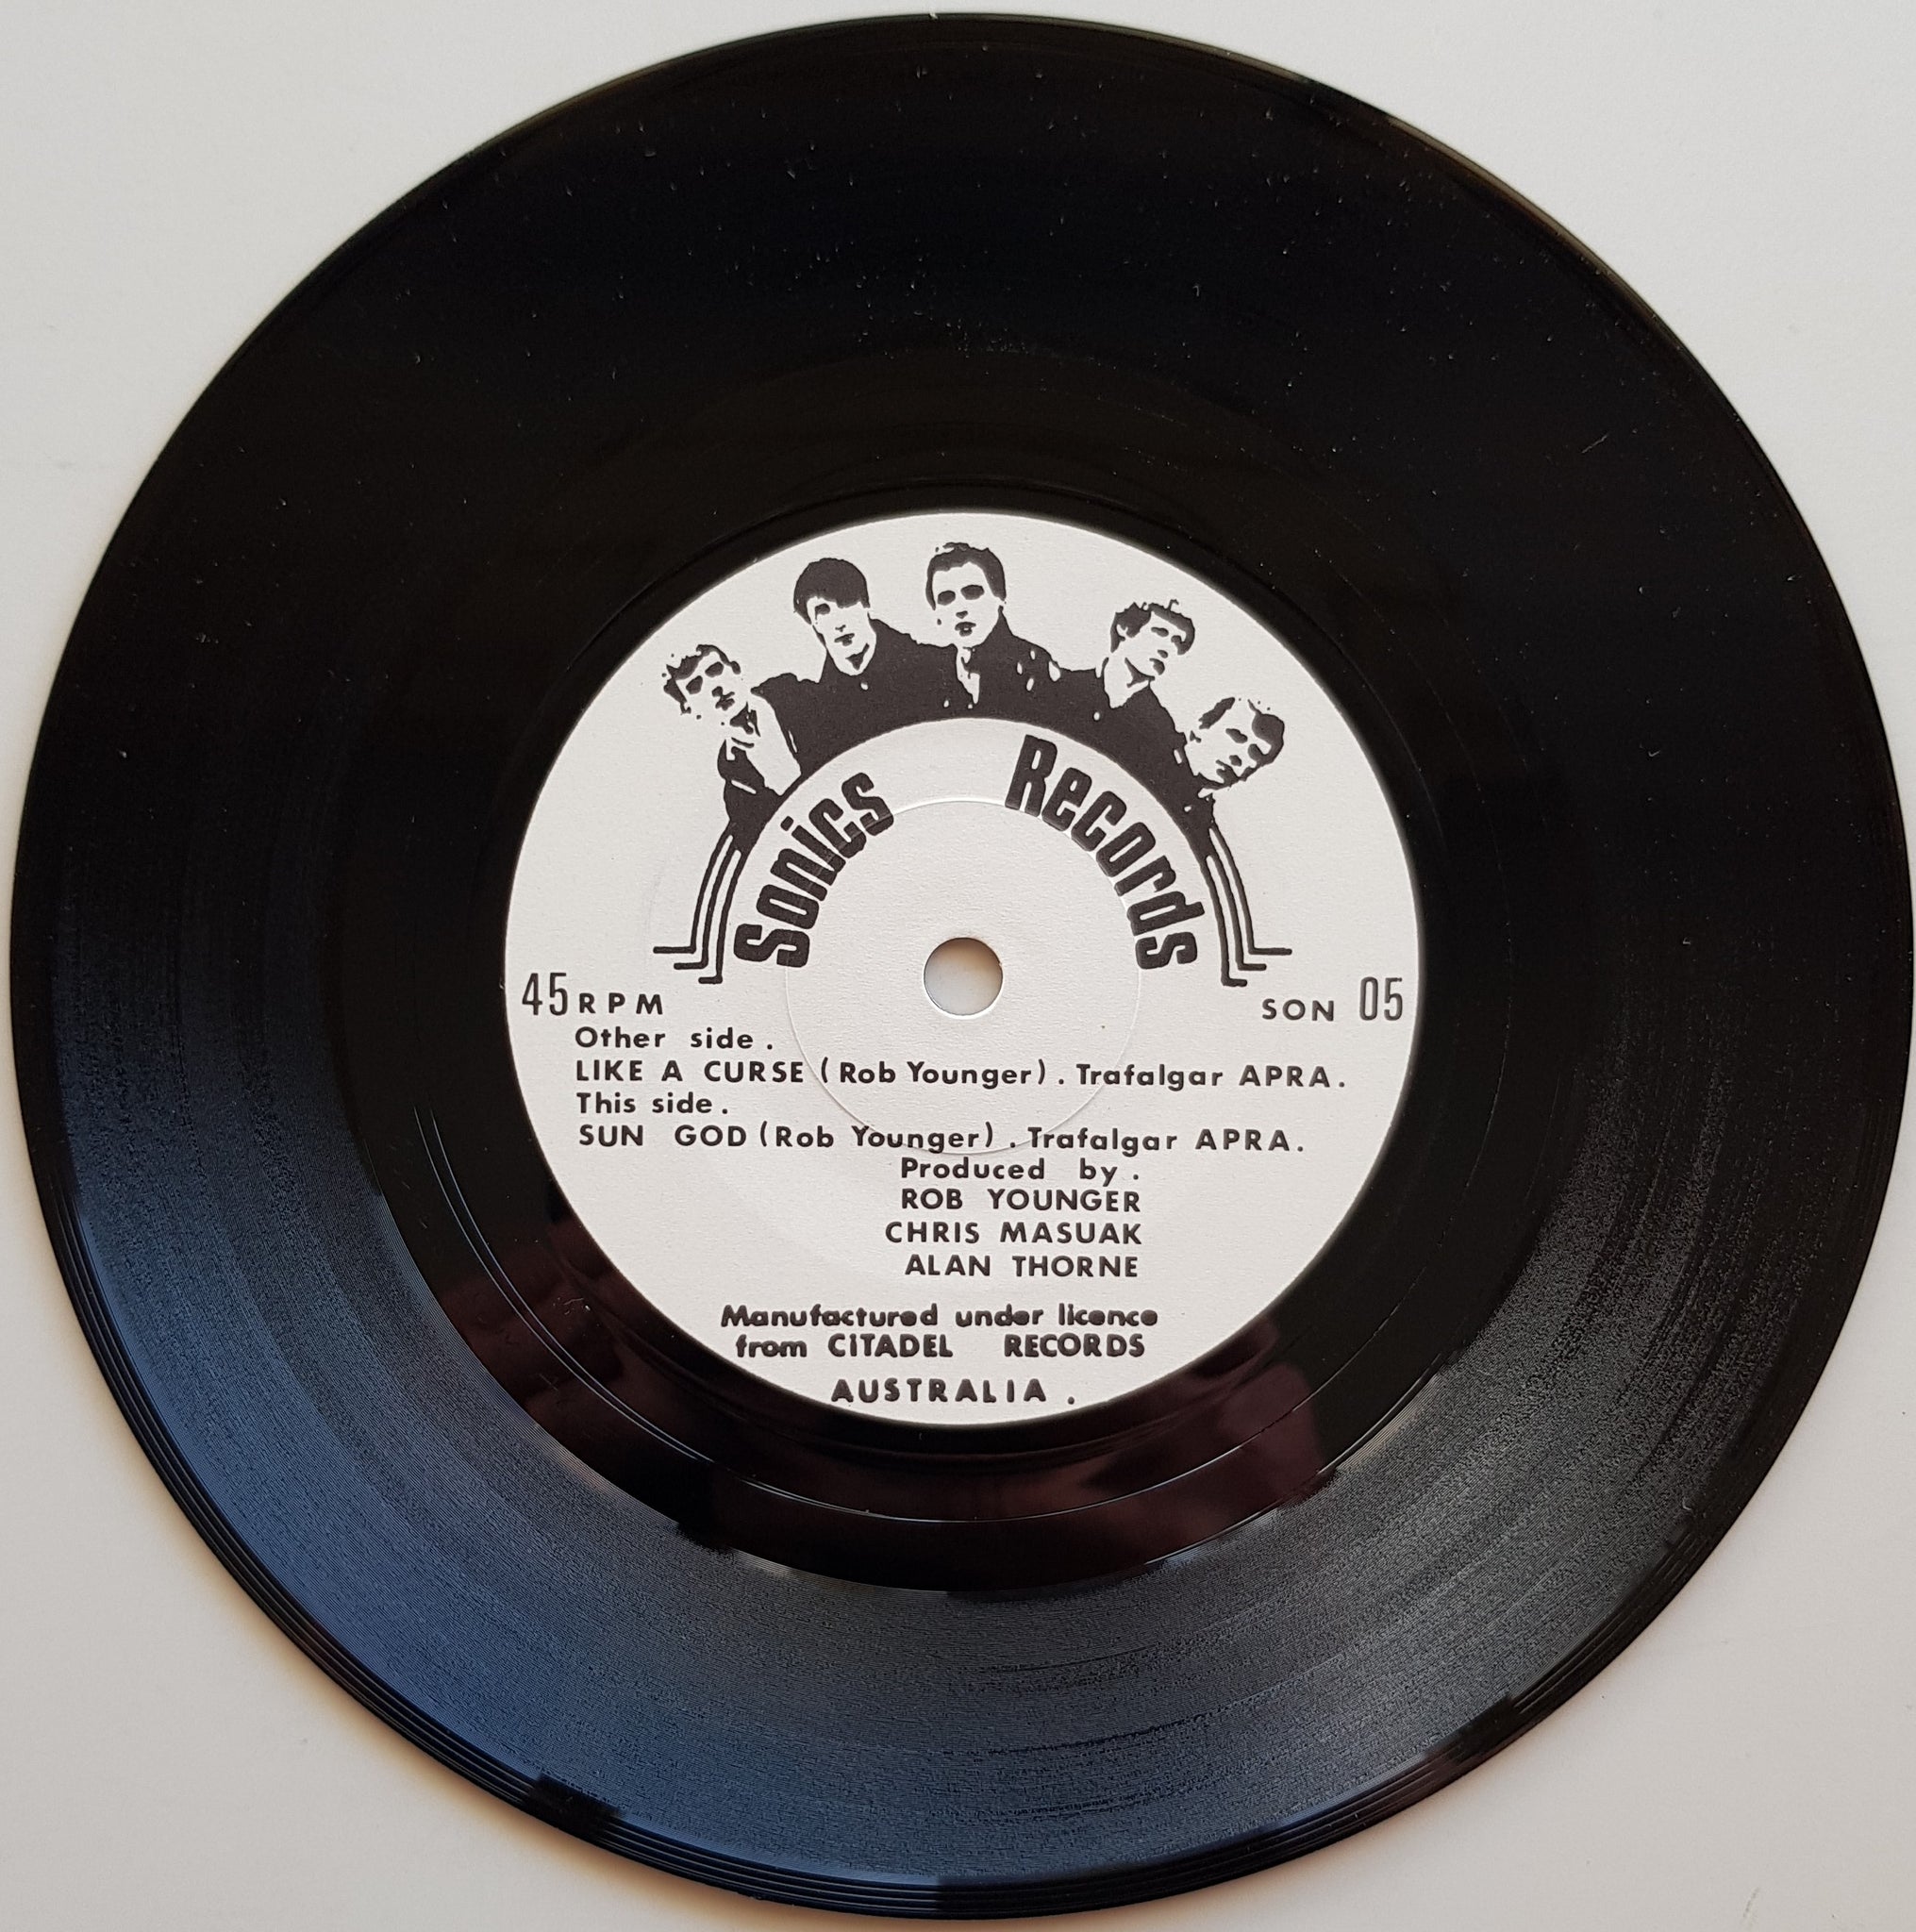 Sonics Records
45 RPM SON 05
Other side.
LIKE A CURSE (Rob Younger). Trafalgar APRA.
This side.
SUN GOD (Rob Younger). Trafalgar APRA.
Produced by.
ROB YOUNGER
CHRIS MASUAK
ALAN THORNE
Manufactured under licence
from CITADEL RECORDS
AUSTRALIA.